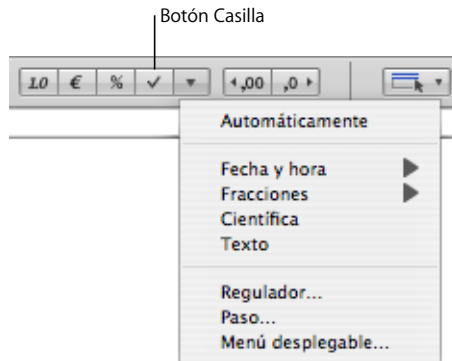 Botón Casilla
1.0 € % ✓ ,00 ,0
Automáticamente
Fecha y hora
Fracciones
Científica
Texto
Regulador...
Paso...
Menú desplegable...